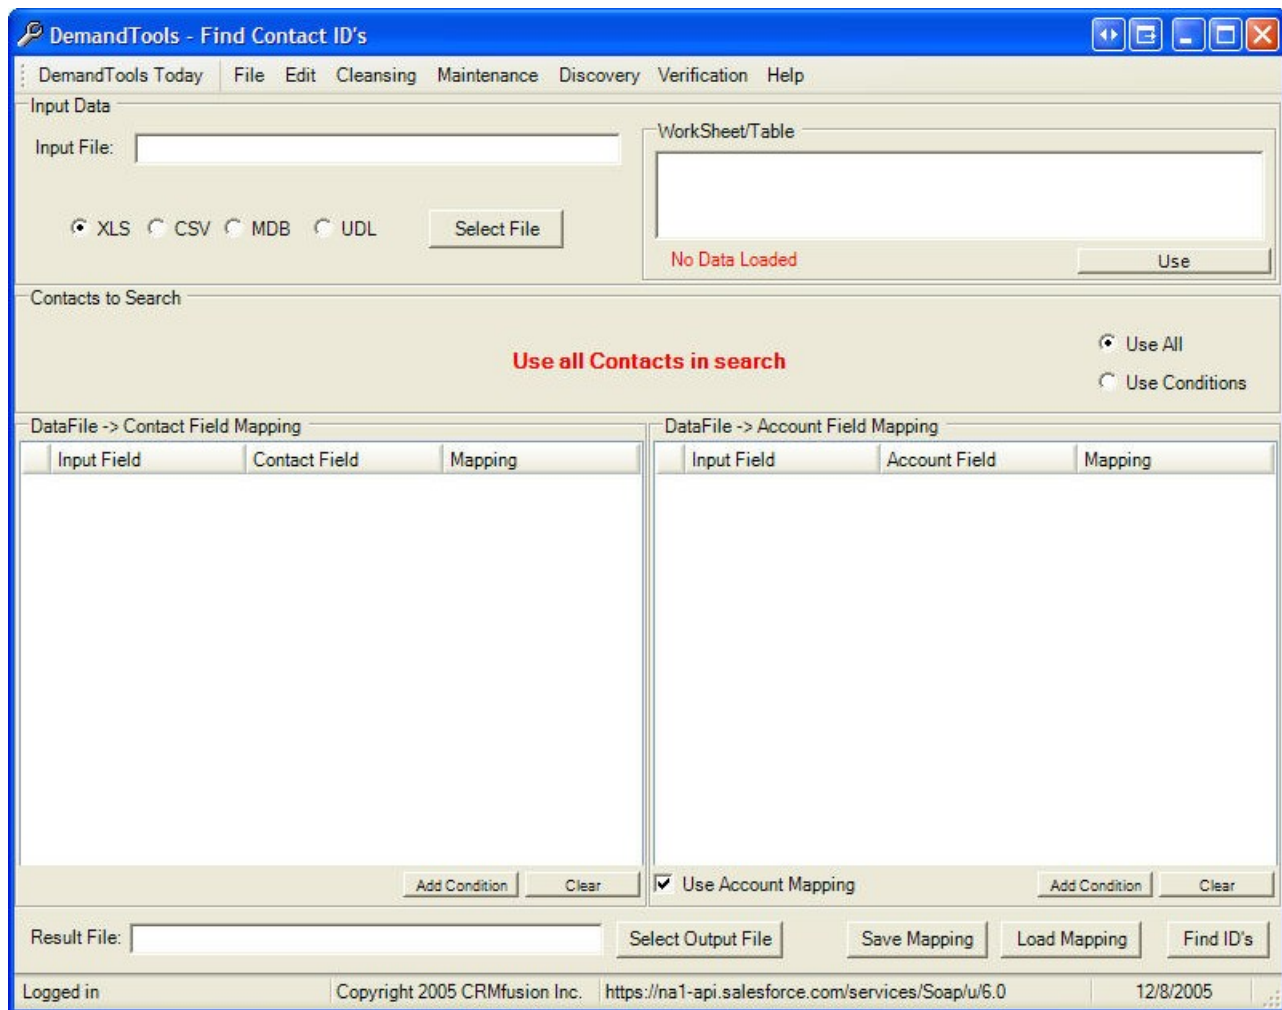 DemandTools - Find Contact ID's
DemandTools Today File Edit Cleansing Maintenance Discovery Verification Help
Input Data
Input File:
WorkSheet/Table
XLS CSV MDB UDL Select File
No Data Loaded Use
Contacts to Search
Use all Contacts in search
Use All
Use Conditions
DataFile -> Contact Field Mapping
Input Field Contact Field Mapping
DataFile -> Account Field Mapping
Input Field Account Field Mapping
Add Condition Clear
Use Account Mapping Add Condition Clear
Result File: Select Output File Save Mapping Load Mapping Find ID's
Logged in Copyright 2005 CRMfusion Inc. https://na1-api.salesforce.com/services/Soap/u/6.0 12/8/2005